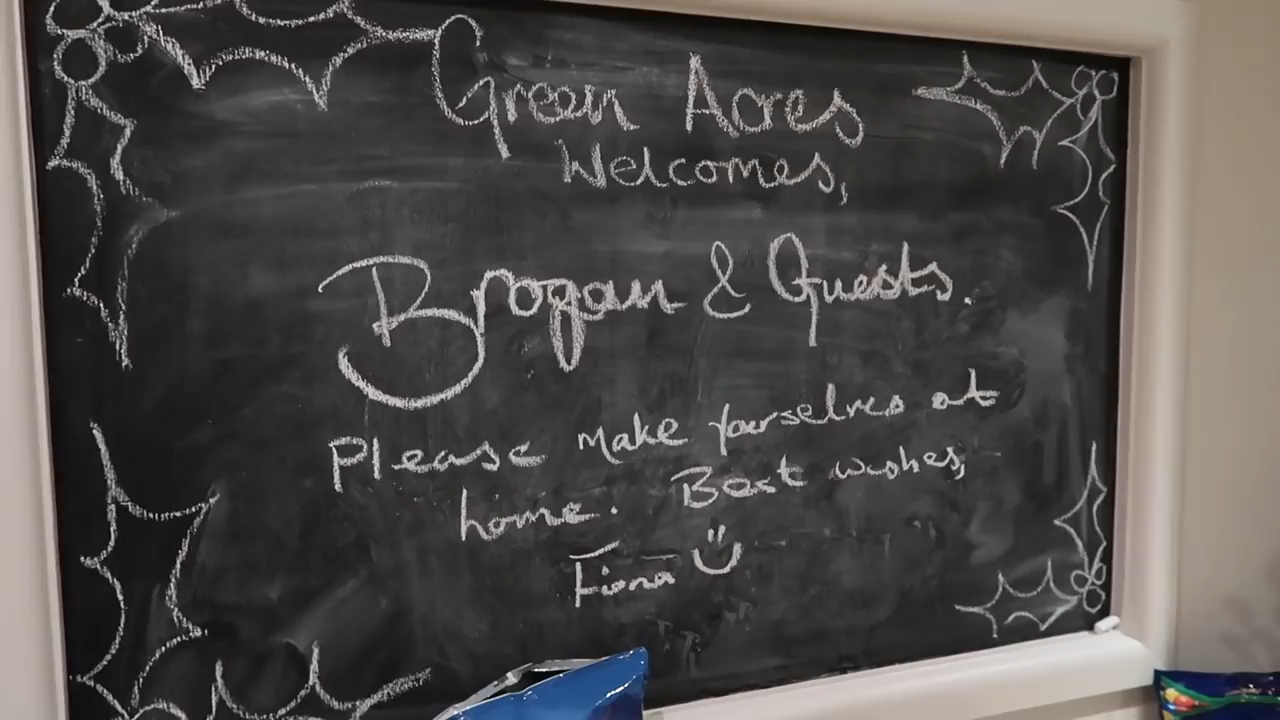 Green Acres
Welcomes,
Brogan & Guests.
Please make yourselves at
home. Best wishes,
Fiona